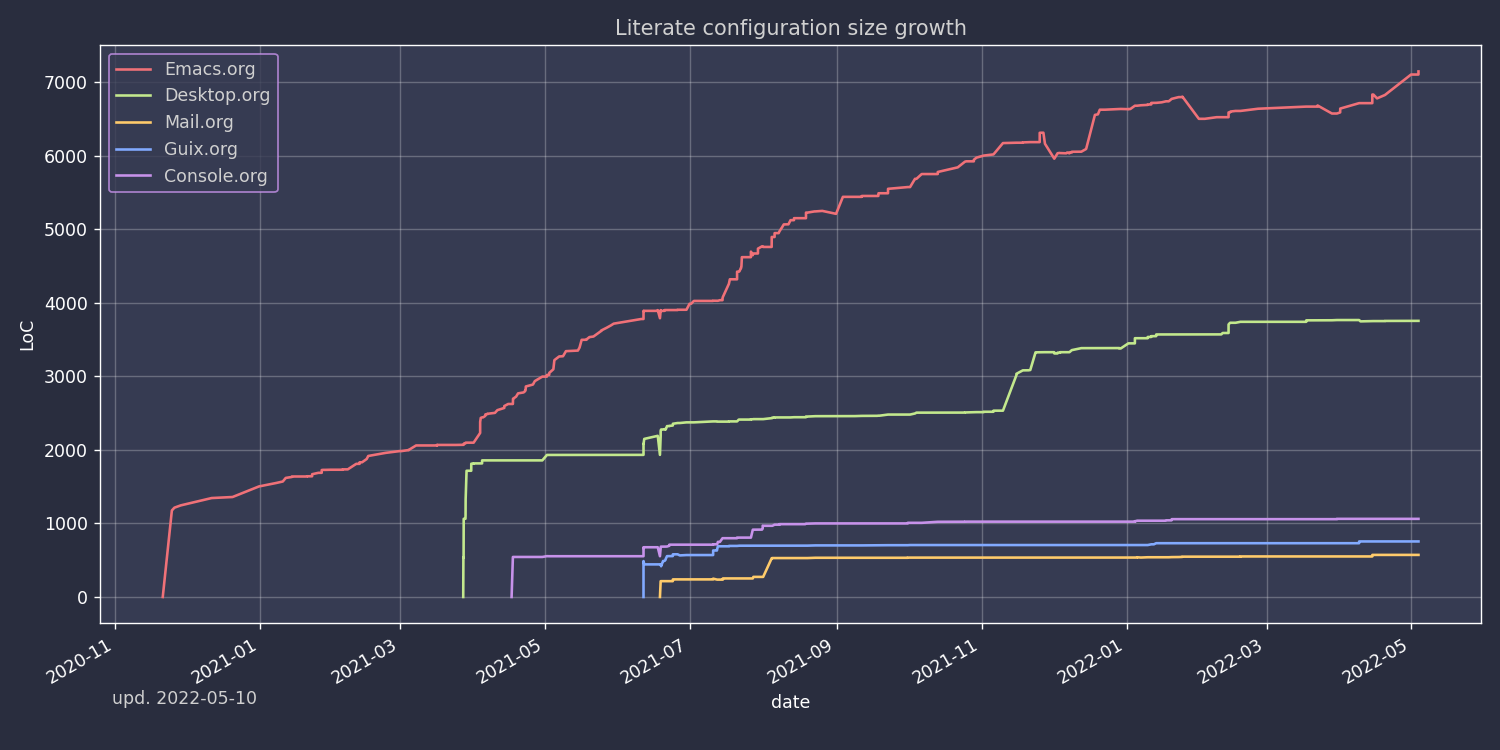 Literate configuration size growth
Emacs.org
Desktop.org
Mail.org
Guix.org
Console.org
7000
6000
5000
4000
3000
2000
1000
0
LoC
2020-11
2021-01
2021-03
2021-05
2021-07
2021-09
2021-11
2022-01
2022-03
2022-05
date
upd. 2022-05-10